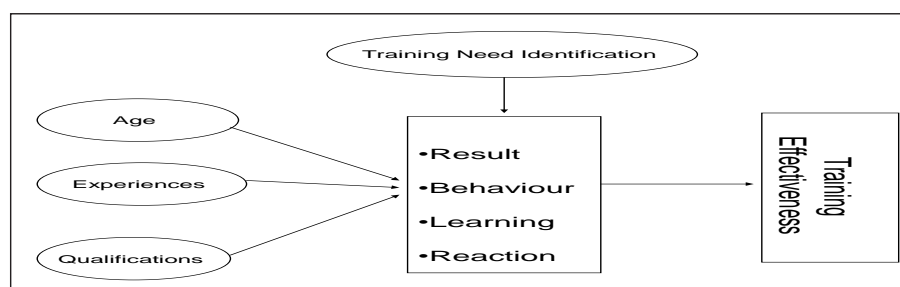 Training Need Identification
Age
Experiences
Qualifications
•Result
•Behaviour
•Learning
•Reaction
Training
Effectiveness